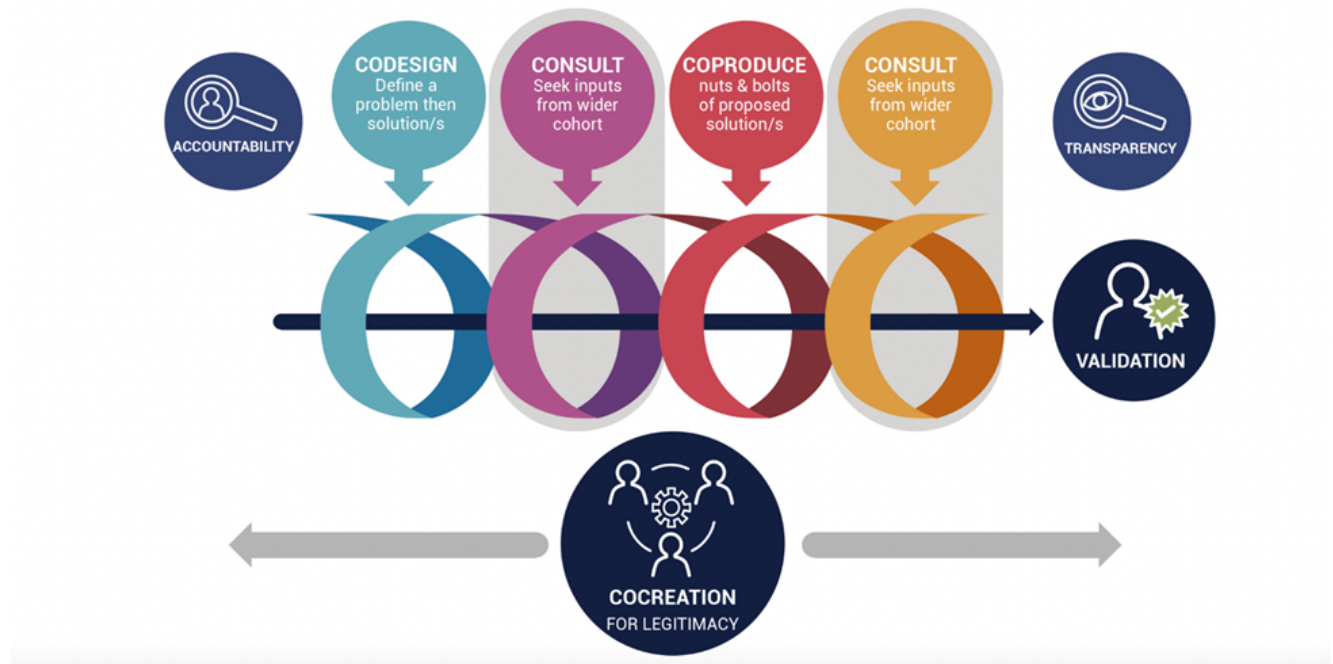 ACCOUNTABILITY
CODESIGN
Define a
problem then
solution/s
CONSULT
Seek inputs
from wider
cohort
COPRODUCE
nuts & bolts
of proposed
solution/s
CONSULT
Seek inputs
from wider
cohort
TRANSPARENCY
VALIDATION
COCREATION
FOR LEGITIMACY